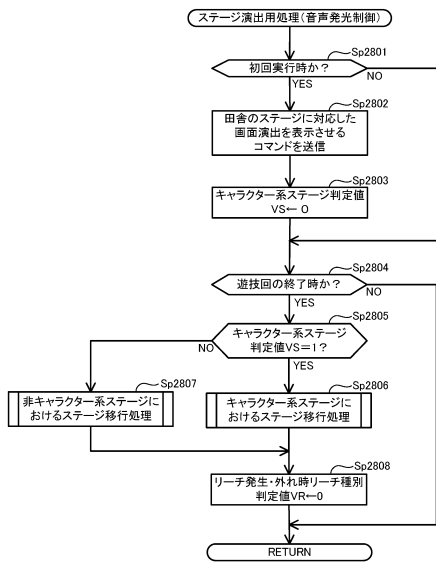 ステージ演出用処理(音声発光制御)
Sp2801
初回実行時か?
NO
YES
Sp2802
田舎のステージに対応した
画面演出を表示させる
コマンドを送信
Sp2803
キャラクター系ステージ判定値
VS←0
Sp2804
遊技回の終了時か?
NO
YES
Sp2805
キャラクター系ステージ
判定値VS=1?
NO
YES
Sp2807
非キャラクター系ステージに
おけるステージ移行処理
Sp2806
キャラクター系ステージに
おけるステージ移行処理
Sp2808
リーチ発生・外れ時リーチ種別
判定値VR←0
RETURN